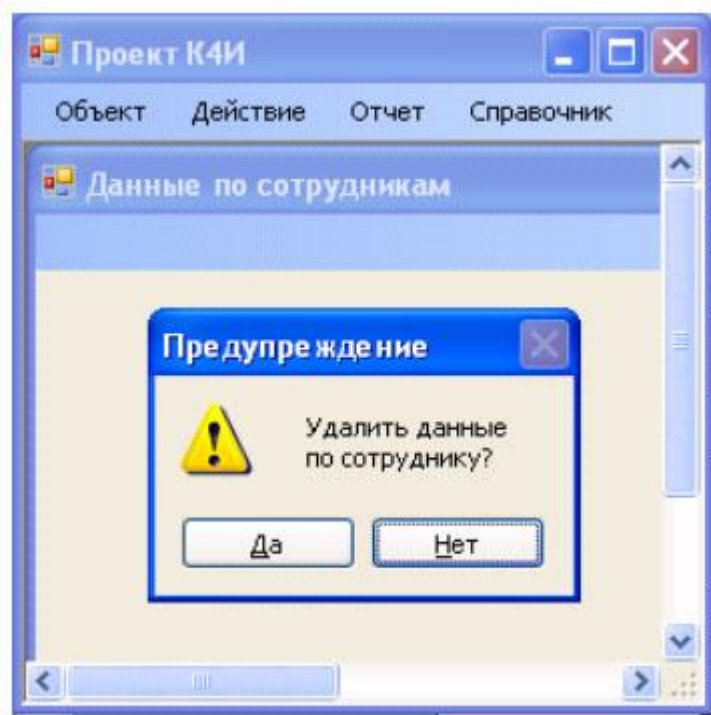 Проект К4И
Объект Действие Отчет Справочник
Данные по сотрудникам
Предупреждение
Удалить данные
по сотруднику?
Да Нет